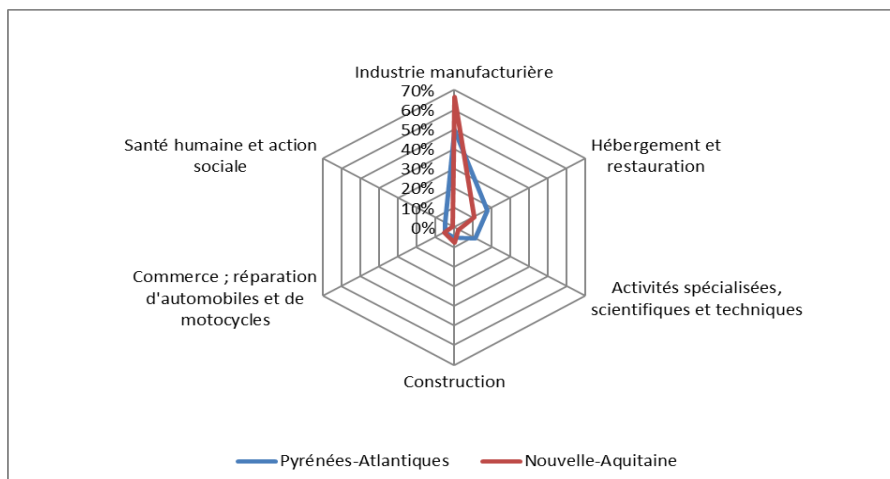 Industrie manufacturière
70%
60%
50%
40%
30%
20%
10%
0%
Hébergement et
restauration
Activités spécialisées,
scientifiques et techniques
Construction
Commerce ; réparation
d'automobiles et de
motocycles
Santé humaine et action
sociale
Pyrénées-Atlantiques
Nouvelle-Aquitaine